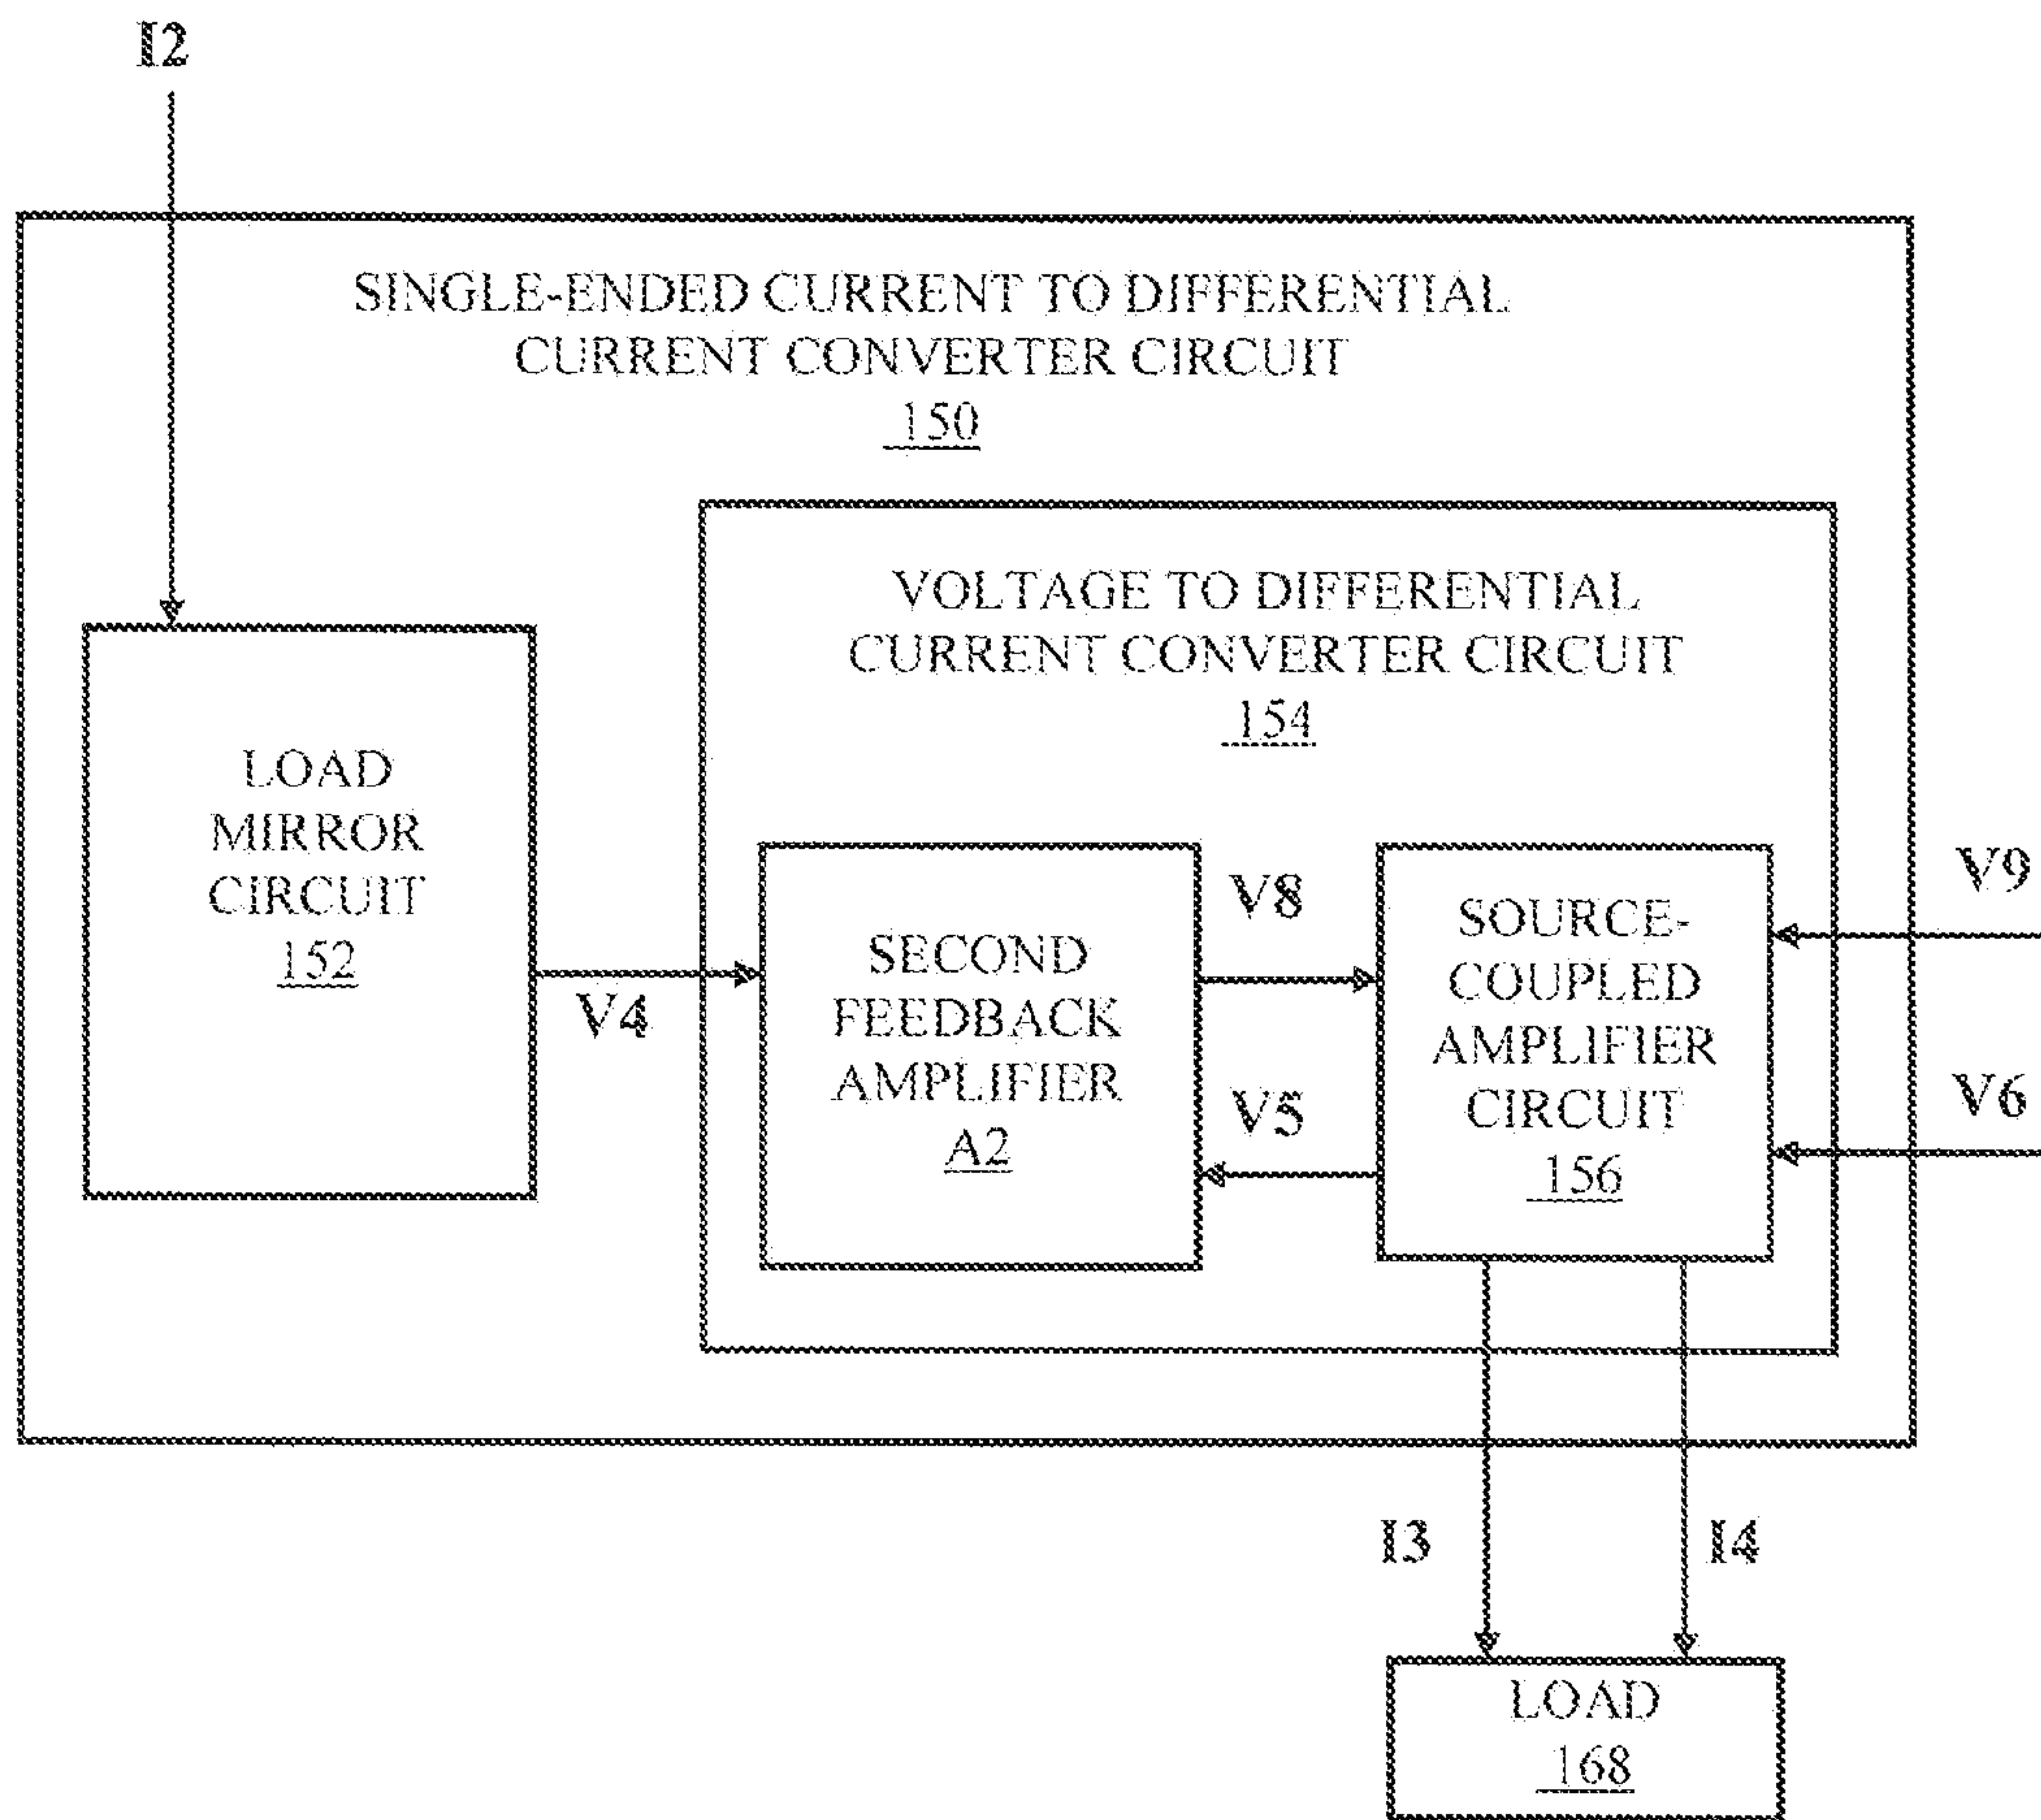 I2
SINGLE-ENDED CURRENT TO DIFFERENTIAL
CURRENT CONVERTER CIRCUIT
150
VOLTAGE TO DIFFERENTIAL
CURRENT CONVERTER CIRCUIT
154
LOAD
MIRROR
CIRCUIT
152
V4
SECOND
FEEDBACK
AMPLIFIER
A2
V8
V5
SOURCE-
COUPLED
AMPLIFIER
CIRCUIT
156
V9
V6
I3
I4
LOAD
168